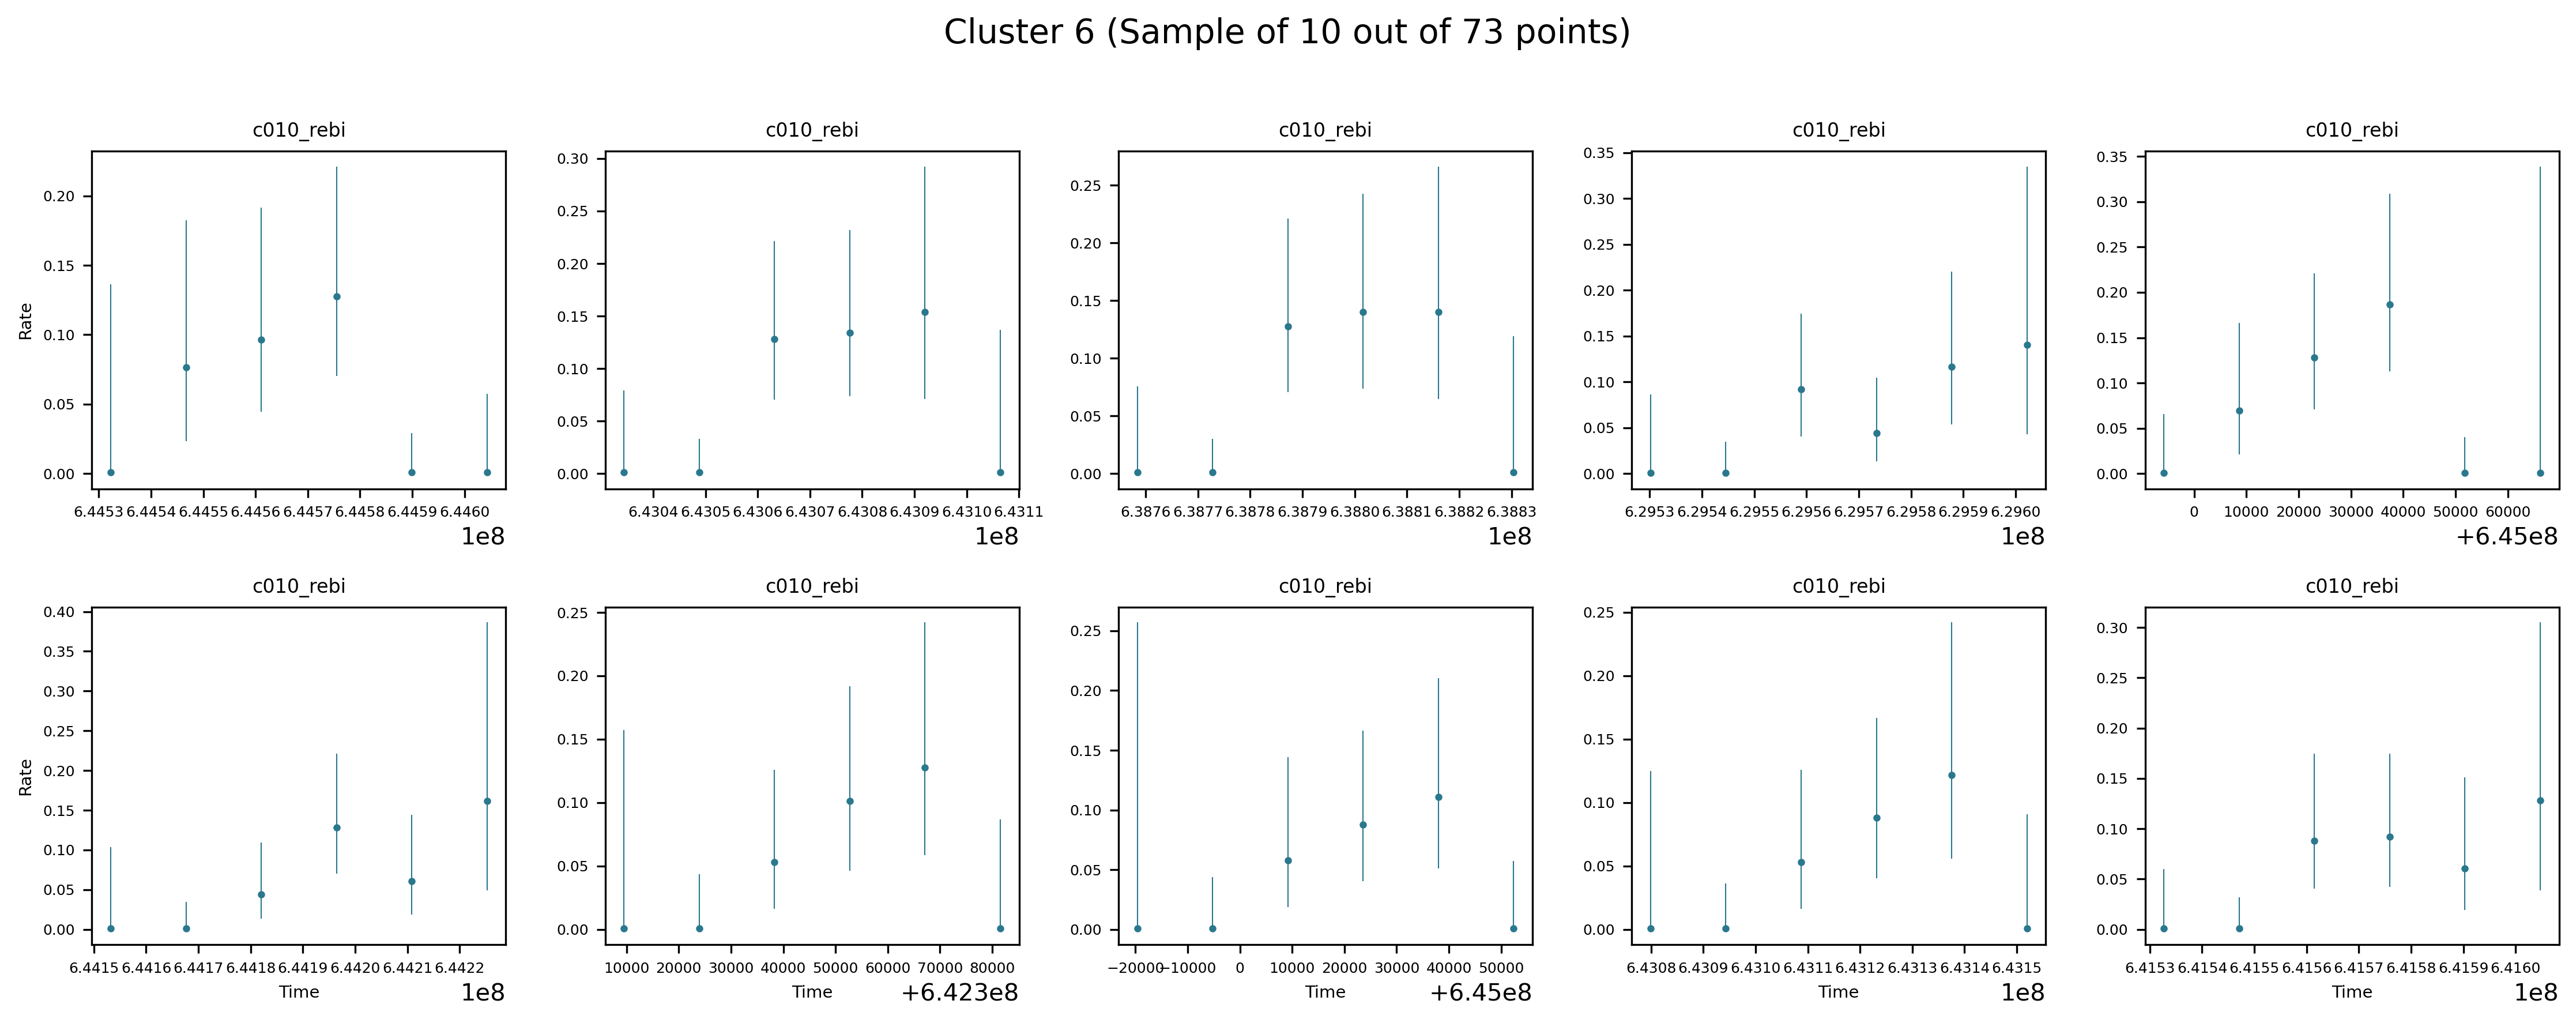 Cluster 6 (Sample of 10 out of 73 points)
c010_rebi c010_rebi c010_rebi c010_rebi c010_rebi
Rate
0.20
0.15
0.10
0.05
0.00
6.4453 6.4454 6.4455 6.4456 6.4457 6.4458 6.4459 6.4460
1e8
0.30
0.25
0.20
0.15
0.10
0.05
0.00
6.4304 6.4305 6.4306 6.4307 6.4308 6.4309 6.4310 6.4311
1e8
0.25
0.20
0.15
0.10
0.05
0.00
6.3876 6.3877 6.3878 6.3879 6.3880 6.3881 6.3882 6.3883
1e8
0.35
0.30
0.25
0.20
0.15
0.10
0.05
0.00
6.2953 6.2954 6.2955 6.2956 6.2957 6.2958 6.2959 6.2960
1e8
0.35
0.30
0.25
0.20
0.15
0.10
0.05
0.00
0 10000 20000 30000 40000 50000 60000
+6.45e8
c010_rebi c010_rebi c010_rebi c010_rebi c010_rebi
Rate
0.40
0.35
0.30
0.25
0.20
0.15
0.10
0.05
0.00
6.4415 6.4416 6.4417 6.4418 6.4419 6.4420 6.4421 6.4422
Time
1e8
0.25
0.20
0.15
0.10
0.05
0.00
10000 20000 30000 40000 50000 60000 70000 80000
Time
+6.423e8
0.25
0.20
0.15
0.10
0.05
0.00
−20000 −10000 0 10000 20000 30000 40000 50000
Time
+6.45e8
0.25
0.20
0.15
0.10
0.05
0.00
6.4308 6.4309 6.4310 6.4311 6.4312 6.4313 6.4314 6.4315
Time
1e8
0.30
0.25
0.20
0.15
0.10
0.05
0.00
6.4153 6.4154 6.4155 6.4156 6.4157 6.4158 6.4159 6.4160
Time
1e8